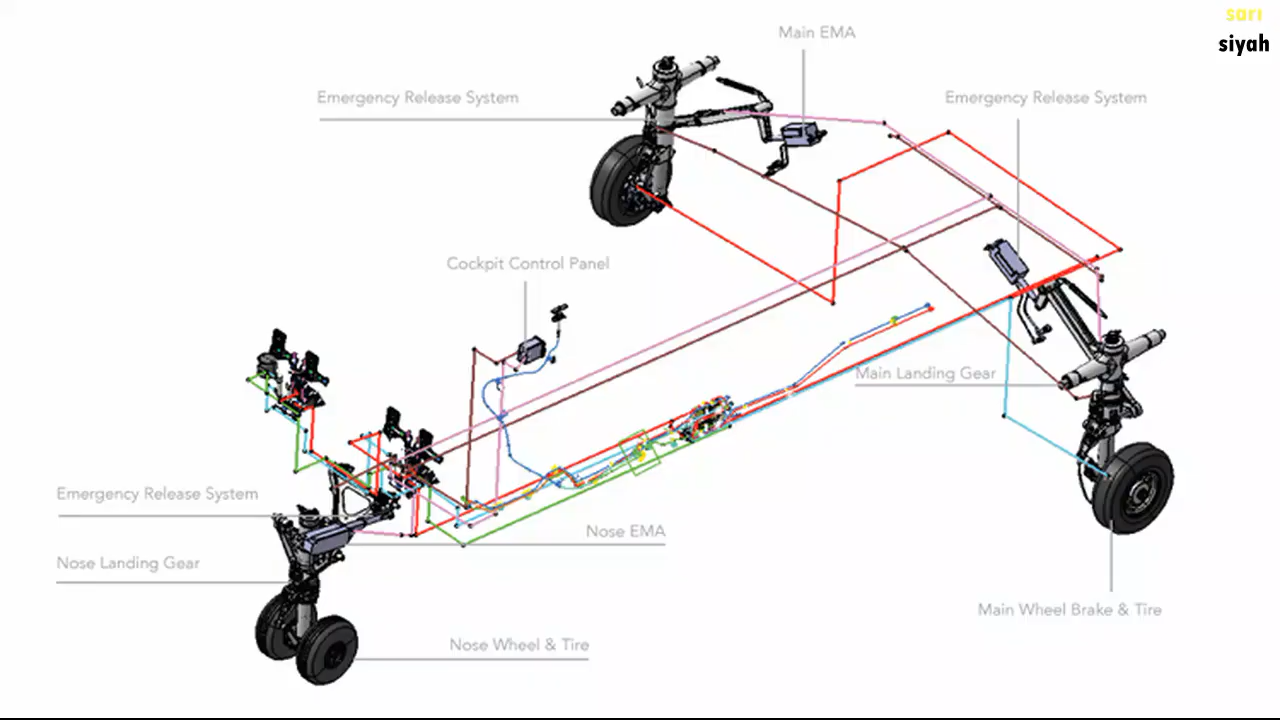 sarı
siyah
Main EMA
Emergency Release System
Emergency Release System
Cockpit Control Panel
Main Landing Gear
Emergency Release System
Nose EMA
Nose Landing Gear
Main Wheel Brake & Tire
Nose Wheel & Tire